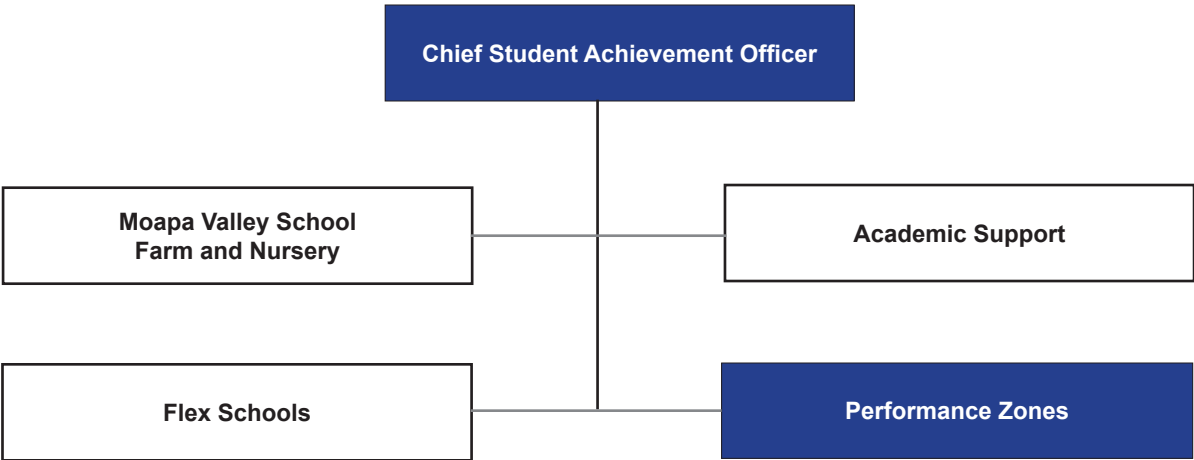 Chief Student Achievement Officer
Moapa Valley School
Farm and Nursery
Academic Support
Flex Schools
Performance Zones